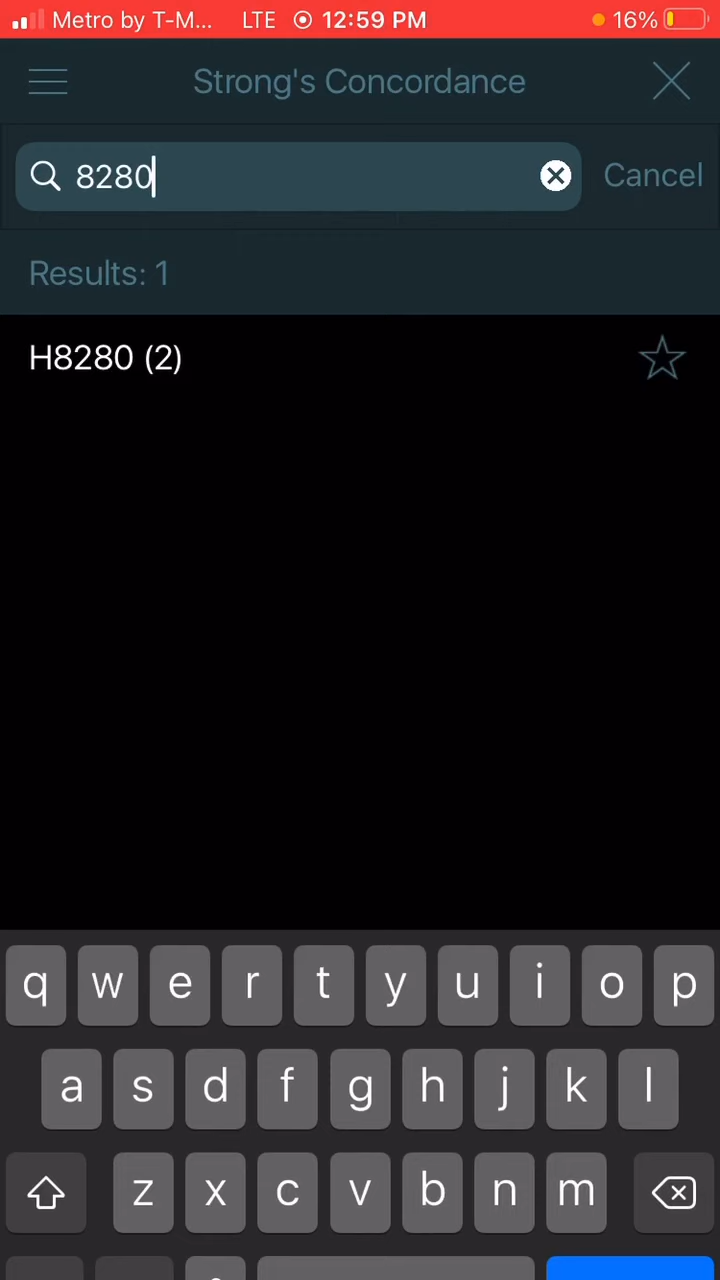 Metro by T-M... LTE 12:59 PM 16%
Strong's Concordance
8280 Cancel
Results: 1
H8280 (2)
q w e r t y u i o p
a s d f g h j k l
z x c v b n m